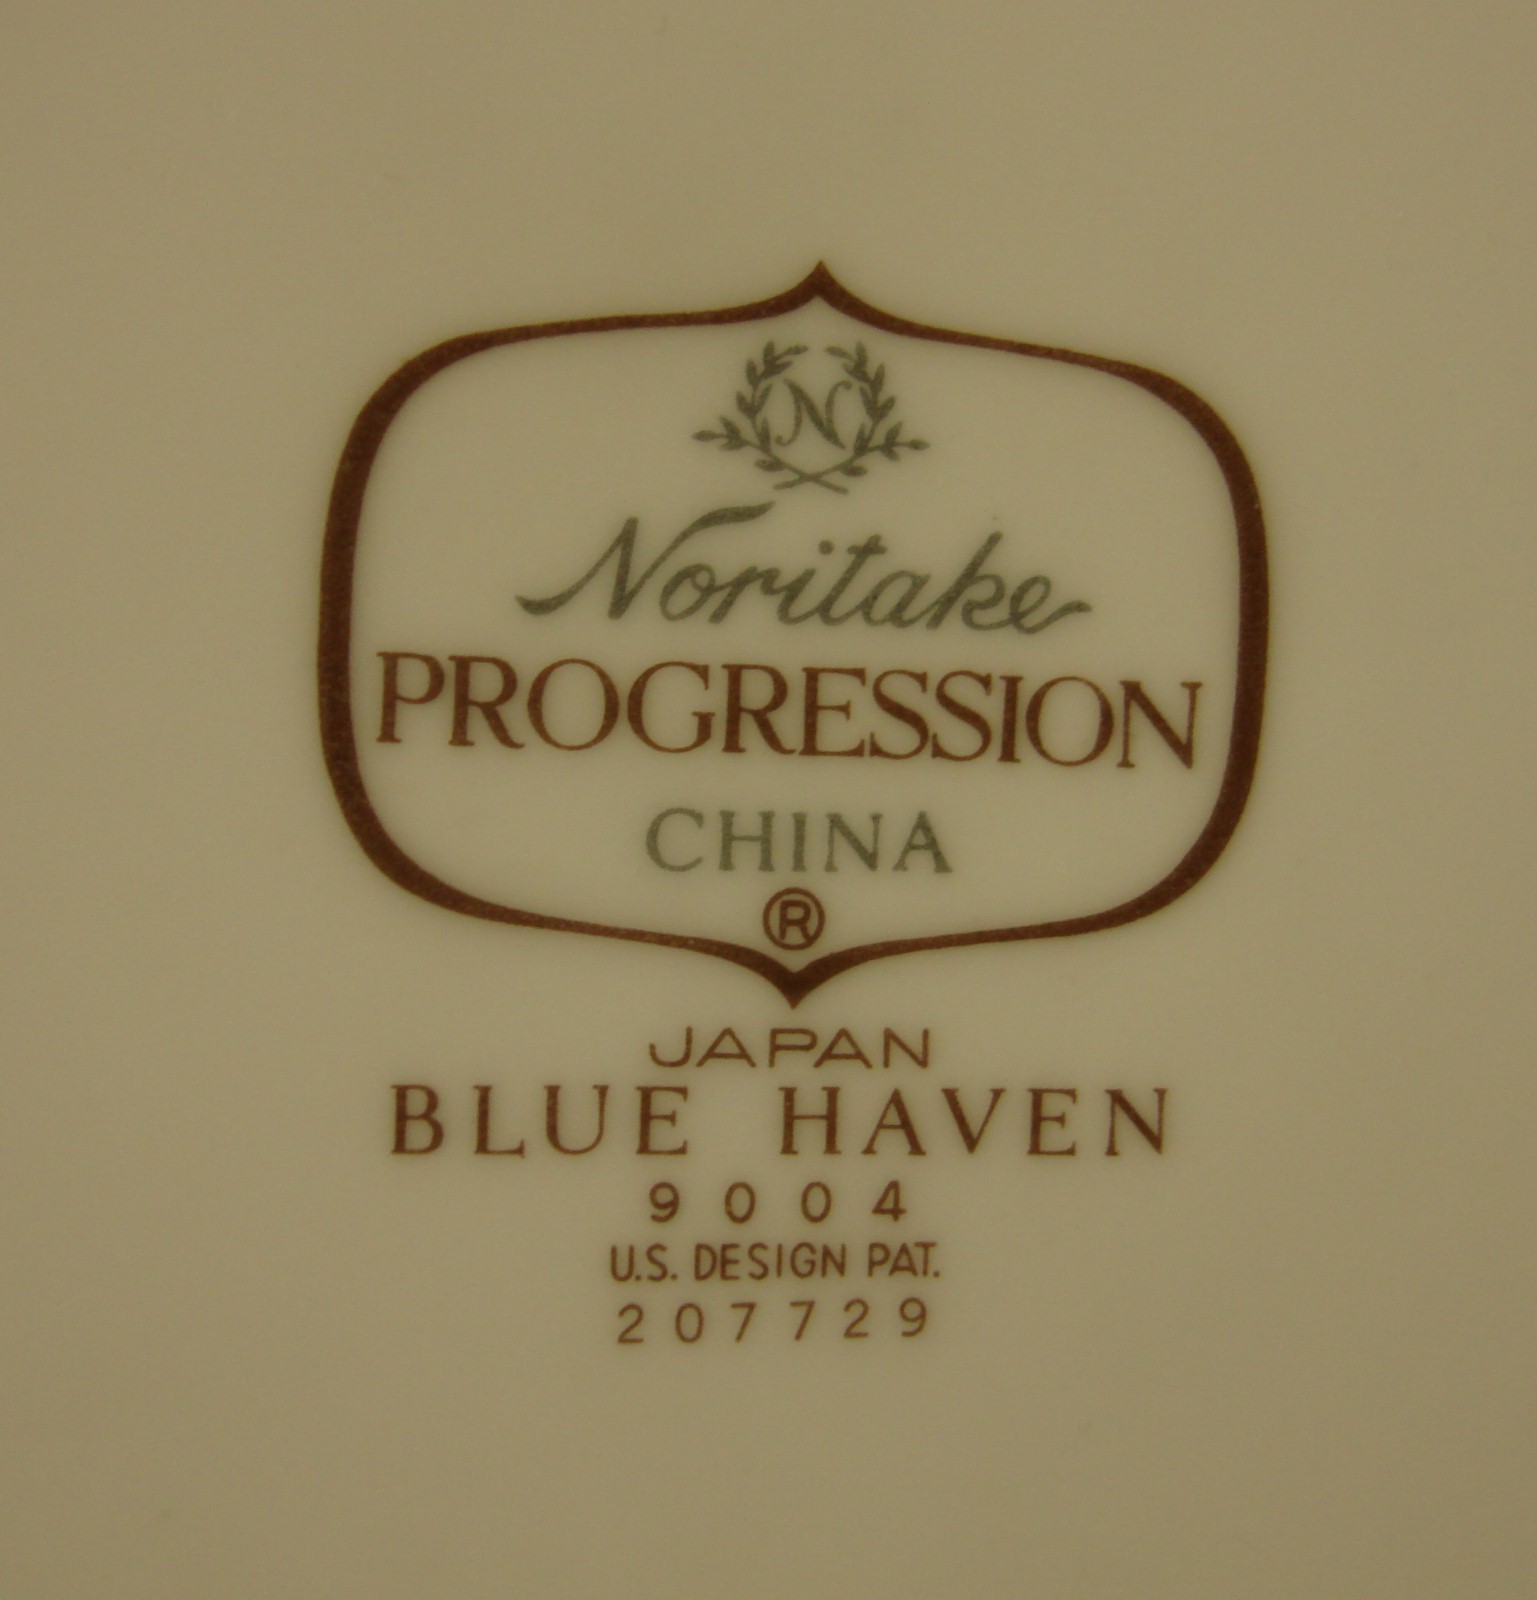 N
Noritake
PROGRESSION
CHINA
®
JAPAN
BLUE HAVEN
9004
U.S. DESIGN PAT.
207729